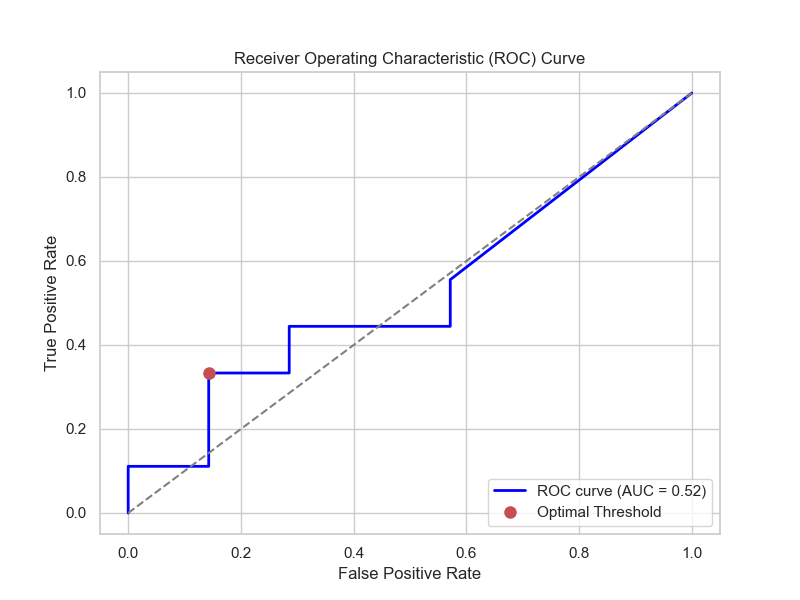 Receiver Operating Characteristic (ROC) Curve
True Positive Rate
1.0
0.8
0.6
0.4
0.2
0.0
ROC curve (AUC = 0.52)
Optimal Threshold
0.0 0.2 0.4 0.6 0.8 1.0
False Positive Rate